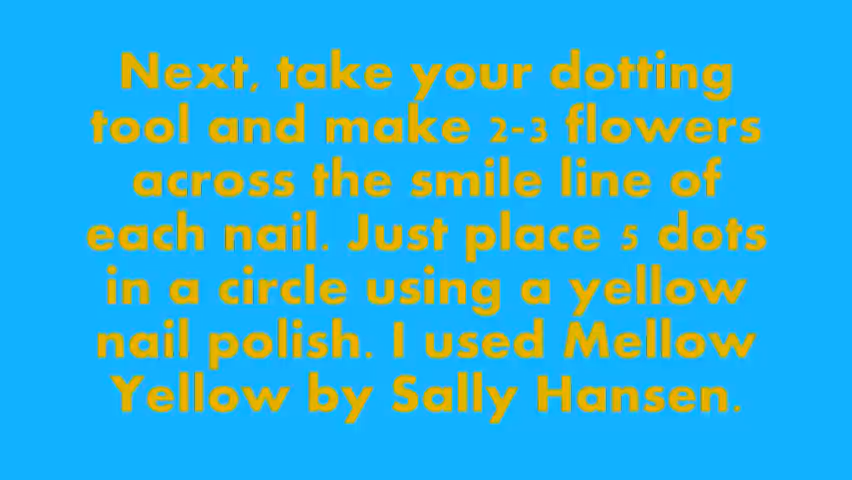 Next, take your dotting
tool and make 2-3 flowers
across the smile line of
each nail. Just place 5 dots
in a circle using a yellow
nail polish. I used Mellow
Yellow by Sally Hansen.